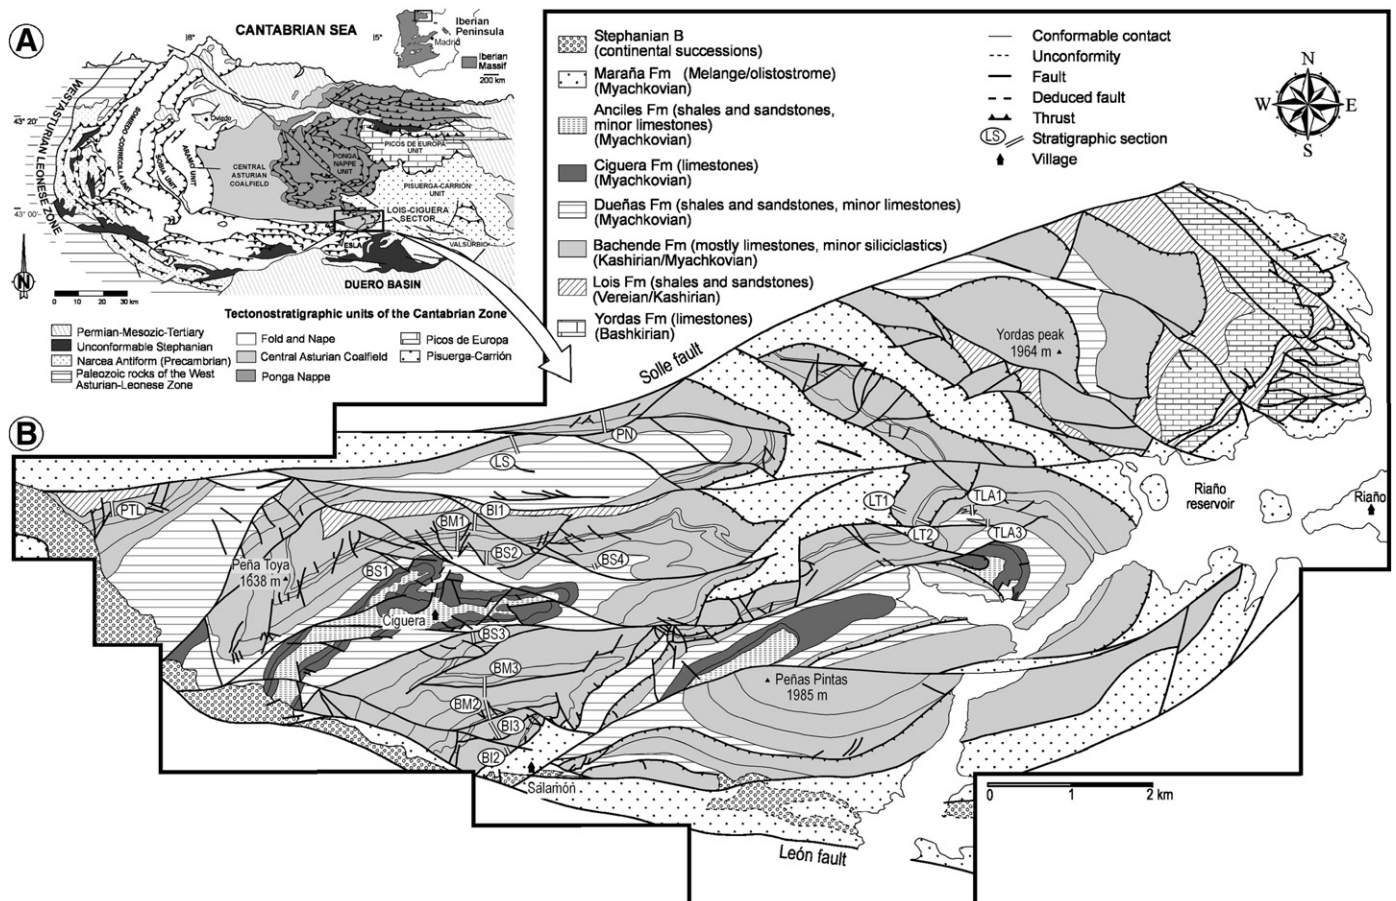 A
CANTABRIAN SEA
6°
5°
Iberian
Peninsula
Madrid
Iberian
Massif
200 km
WESTASTURIAN LEONESE ZONE
43° 20'
43° 00'
SOMIEDO-CORRECILLA UNIT
SOBIA UNIT
ARAMO UNIT
Oviedo
CENTRAL
ASTURIAN
COALFIELD
PONGA
NAPPE
UNIT
PICOS DE EUROPA
UNIT
PISUERGA-CARRIÓN
UNIT
LOIS-CIGUERA
SECTOR
ESLA
VALSURBIO
DUERO BASIN
N
0 10 20 30 km
Tectonostratigraphic units of the Cantabrian Zone
Permian-Mesozic-Tertiary
Unconformable Stephanian
Narcea Antiform (Precambrian)
Paleozoic rocks of the West
Asturian-Leonese Zone
Fold and Nape
Central Asturian Coalfield
Ponga Nappe
Picos de Europa
Pisuerga-Carrión
Stephanian B
(continental successions)
Maraña Fm (Melange/olistostrome)
(Myachkovian)
Anciles Fm (shales and sandstones,
minor limestones)
(Myachkovian)
Ciguera Fm (limestones)
(Myachkovian)
Dueñas Fm (shales and sandstones, minor limestones)
(Myachkovian)
Bachende Fm (mostly limestones, minor siliciclastics)
(Kashirian/Myachkovian)
Lois Fm (shales and sandstones)
(Vereian/Kashirian)
Yordas Fm (limestones)
(Bashkirian)
Conformable contact
Unconformity
Fault
Deduced fault
Thrust
LS Stratigraphic section
Village
N
W E
S
B
Solle fault
Yordas peak
1964 m
PN
LS
PTL
BI1
BM1
BS2
BS4
BS1
LT1
TLA1
LT2
TLA3
Riaño
reservoir
Riaño
Peña Toya
1638 m
Ciguera
BS3
BM3
BM2
BI3
BI2
Salamón
Peñas Pintas
1985 m
0 1 2 km
León fault